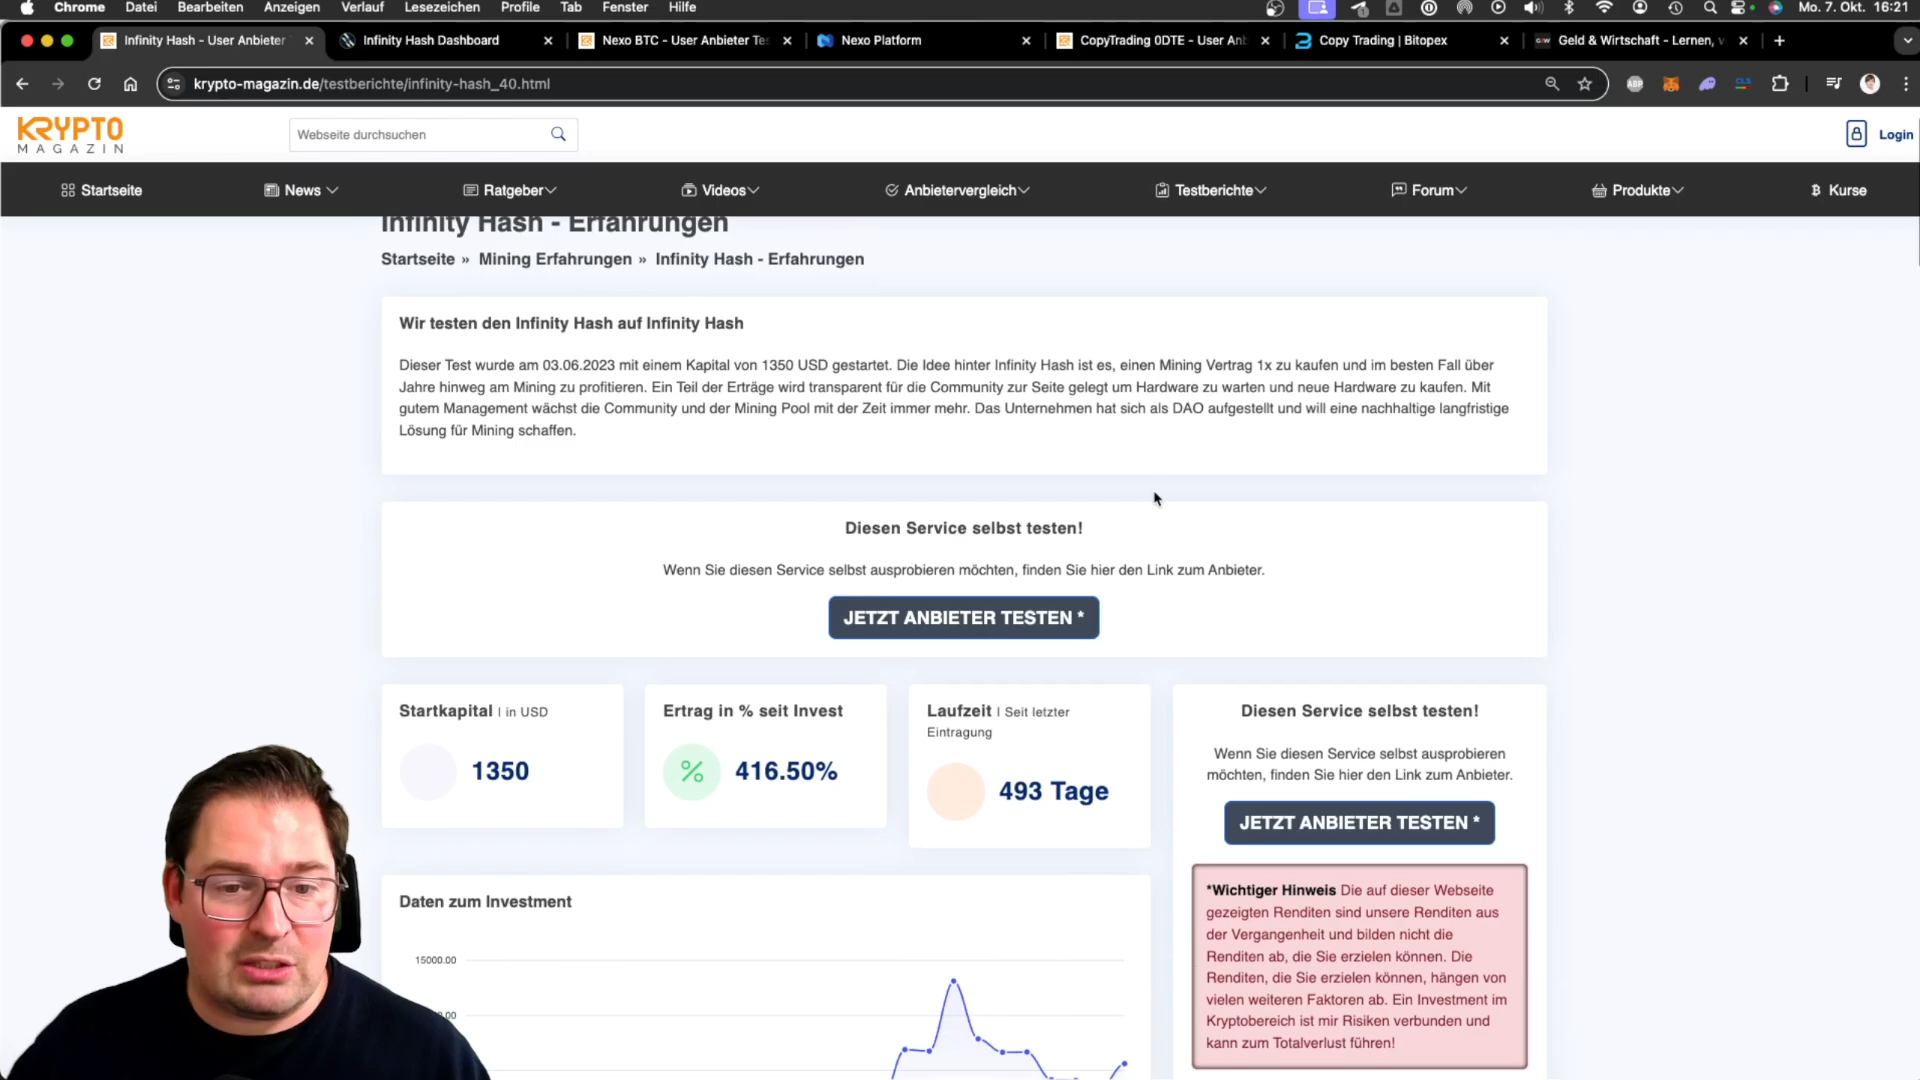 Chrome Datei Bearbeiten Anzeigen Verlauf Lesezeichen Profile Tab Fenster Hilfe Mo. 7. Okt. 16:21
Infinity Hash - User Anbieter Infinity Hash Dashboard Nexo BTC - User Anbieter Te Nexo Platform CopyTrading 0DTE - User An Copy Trading | Bitopex Geld & Wirtschaft - Lernen, v
krypto-magazin.de/testberichte/infinity-hash_40.html
KRYPTO
MAGAZIN
Webseite durchsuchen
Login
Startseite News Ratgeber Videos Anbietervergleich Testberichte Forum Produkte Kurse
Infinity Hash - Erfahrungen
Startseite » Mining Erfahrungen » Infinity Hash - Erfahrungen
Wir testen den Infinity Hash auf Infinity Hash
Dieser Test wurde am 03.06.2023 mit einem Kapital von 1350 USD gestartet. Die Idee hinter Infinity Hash ist es, einen Mining Vertrag 1x zu kaufen und im besten Fall über
Jahre hinweg am Mining zu profitieren. Ein Teil der Erträge wird transparent für die Community zur Seite gelegt um Hardware zu warten und neue Hardware zu kaufen. Mit
gutem Management wächst die Community und der Mining Pool mit der Zeit immer mehr. Das Unternehmen hat sich als DAO aufgestellt und will eine nachhaltige langfristige
Lösung für Mining schaffen.
Diesen Service selbst testen!
Wenn Sie diesen Service selbst ausprobieren möchten, finden Sie hier den Link zum Anbieter.
JETZT ANBIETER TESTEN *
Startkapital | in USD
1350
Ertrag in % seit Invest
% 416.50%
Laufzeit | Seit letzter
Eintragung
493 Tage
Diesen Service selbst testen!
Wenn Sie diesen Service selbst ausprobieren
möchten, finden Sie hier den Link zum Anbieter.
JETZT ANBIETER TESTEN *
*Wichtiger Hinweis Die auf dieser Webseite
gezeigten Renditen sind unsere Renditen aus
der Vergangenheit und bilden nicht die
Renditen ab, die Sie erzielen können. Die
Renditen, die Sie erzielen können, hängen von
vielen weiteren Faktoren ab. Ein Investment im
Kryptobereich ist mir Risiken verbunden und
kann zum Totalverlust führen!
Daten zum Investment
15000.00